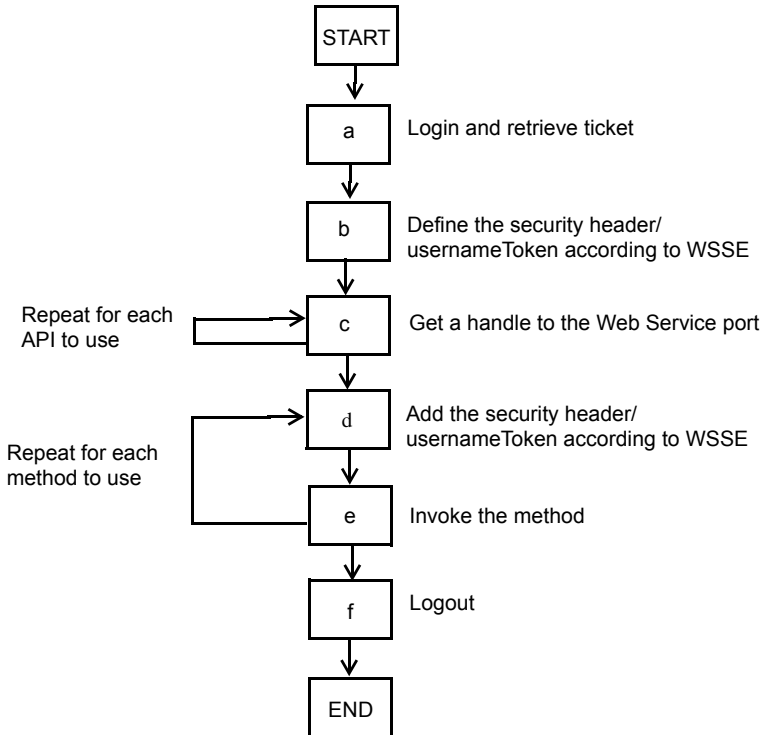 START
a
Login and retrieve ticket
b
Define the security header/
usernameToken according to WSSE
Repeat for each
API to use
c
Get a handle to the Web Service port
d
Add the security header/
usernameToken according to WSSE
Repeat for each
method to use
e
Invoke the method
f
Logout
END